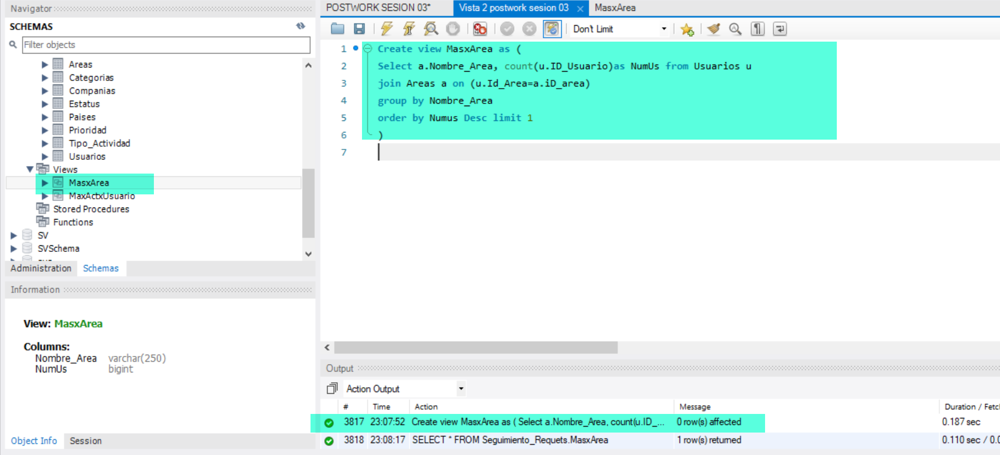 Navigator
SCHEMAS
Filter objects
Areas
Categorias
Companias
Estatus
Paises
Prioridad
Tipo_Actividad
Usuarios
Views
MasxArea
MaxActxUsuario
Stored Procedures
Functions
SV
SVSchema
Administration Schemas
Information
View: MasxArea
Columns:
Nombre_Area varchar(250)
NumUs bigint
Object Info Session
POSTWORK SESION 03* Vista 2 postwork sesion 03 MasxArea
Don't Limit
1 Create view MasxArea as (
2 Select a.Nombre_Area, count(u.ID_Usuario)as NumUs from Usuarios u
3 join Areas a on (u.Id_Area=a.iD_area)
4 group by Nombre_Area
5 order by Numus Desc limit 1
6 )
7
Output
Action Output
# Time Action Message Duration / Fetc
3817 23:07:52 Create view MasxArea as ( Select a.Nombre_Area, count(u.ID_... 0 row(s) affected 0.187 sec
3818 23:08:17 SELECT * FROM Seguimiento_Requets.MasxArea 1 row(s) returned 0.110 sec / 0.0